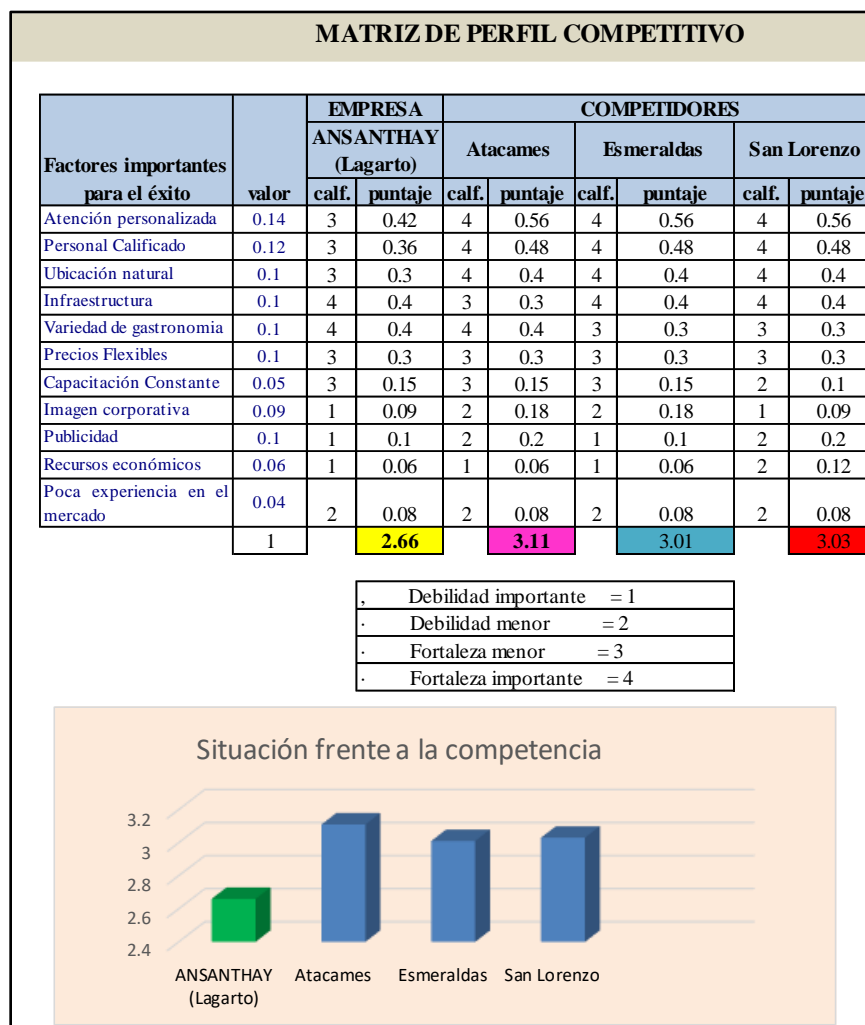 MATRIZ DE PERFIL COMPETITIVO
EMPRESA COMPETIDORES
Factores importantes para el éxito valor ANSANTHAY (Lagarto) Atacames Esmeraldas San Lorenzo
calf. puntaje calf. puntaje calf. puntaje calf. puntaje
Atención personalizada 0.14 3 0.42 4 0.56 4 0.56 4 0.56
Personal Calificado 0.12 3 0.36 4 0.48 4 0.48 4 0.48
Ubicación natural 0.1 3 0.3 4 0.4 4 0.4 4 0.4
Infraestructura 0.1 4 0.4 3 0.3 4 0.4 4 0.4
Variedad de gastronomia 0.1 4 0.4 4 0.4 3 0.3 3 0.3
Precios Flexibles 0.1 3 0.3 3 0.3 3 0.3 3 0.3
Capacitación Constante 0.05 3 0.15 3 0.15 3 0.15 2 0.1
Imagen corporativa 0.09 1 0.09 2 0.18 2 0.18 1 0.09
Publicidad 0.1 1 0.1 2 0.2 1 0.1 2 0.2
Recursos económicos 0.06 1 0.06 1 0.06 1 0.06 2 0.12
Poca experiencia en el
mercado 0.04 2 0.08 2 0.08 2 0.08 2 0.08
1 2.66 3.11 3.01 3.03
, Debilidad importante = 1
· Debilidad menor = 2
· Fortaleza menor = 3
· Fortaleza importante = 4
Situación frente a la competencia
3.2
3
2.8
2.6
2.4
ANSANTHAY Atacames Esmeraldas San Lorenzo
(Lagarto)